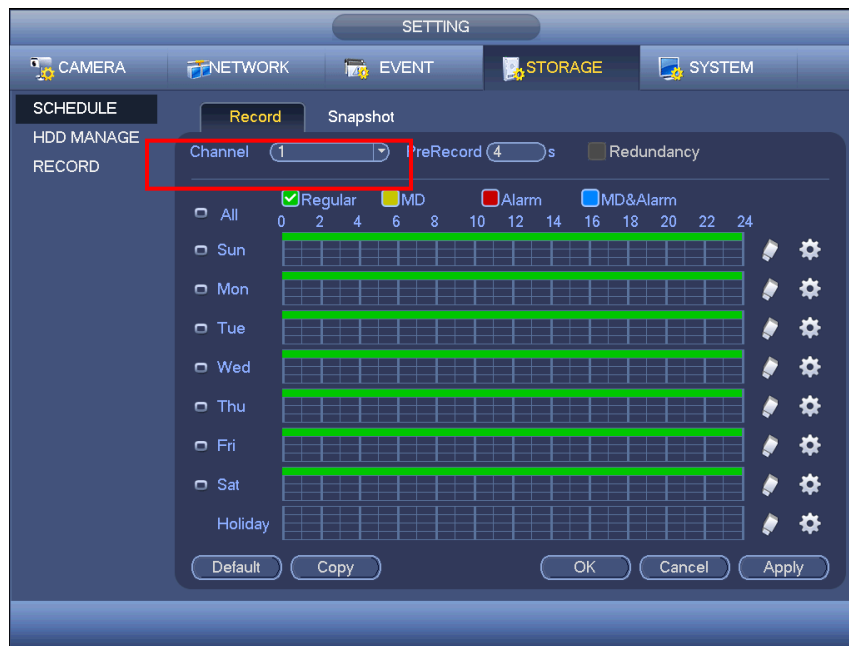 SETTING
CAMERA NETWORK EVENT STORAGE SYSTEM
SCHEDULE
HDD MANAGE
RECORD
Record Snapshot
Channel 1 PreRecord 4 s Redundancy
All Regular MD Alarm MD&Alarm
0 2 4 6 8 10 12 14 16 18 20 22 24
Sun
Mon
Tue
Wed
Thu
Fri
Sat
Holiday
Default Copy OK Cancel Apply